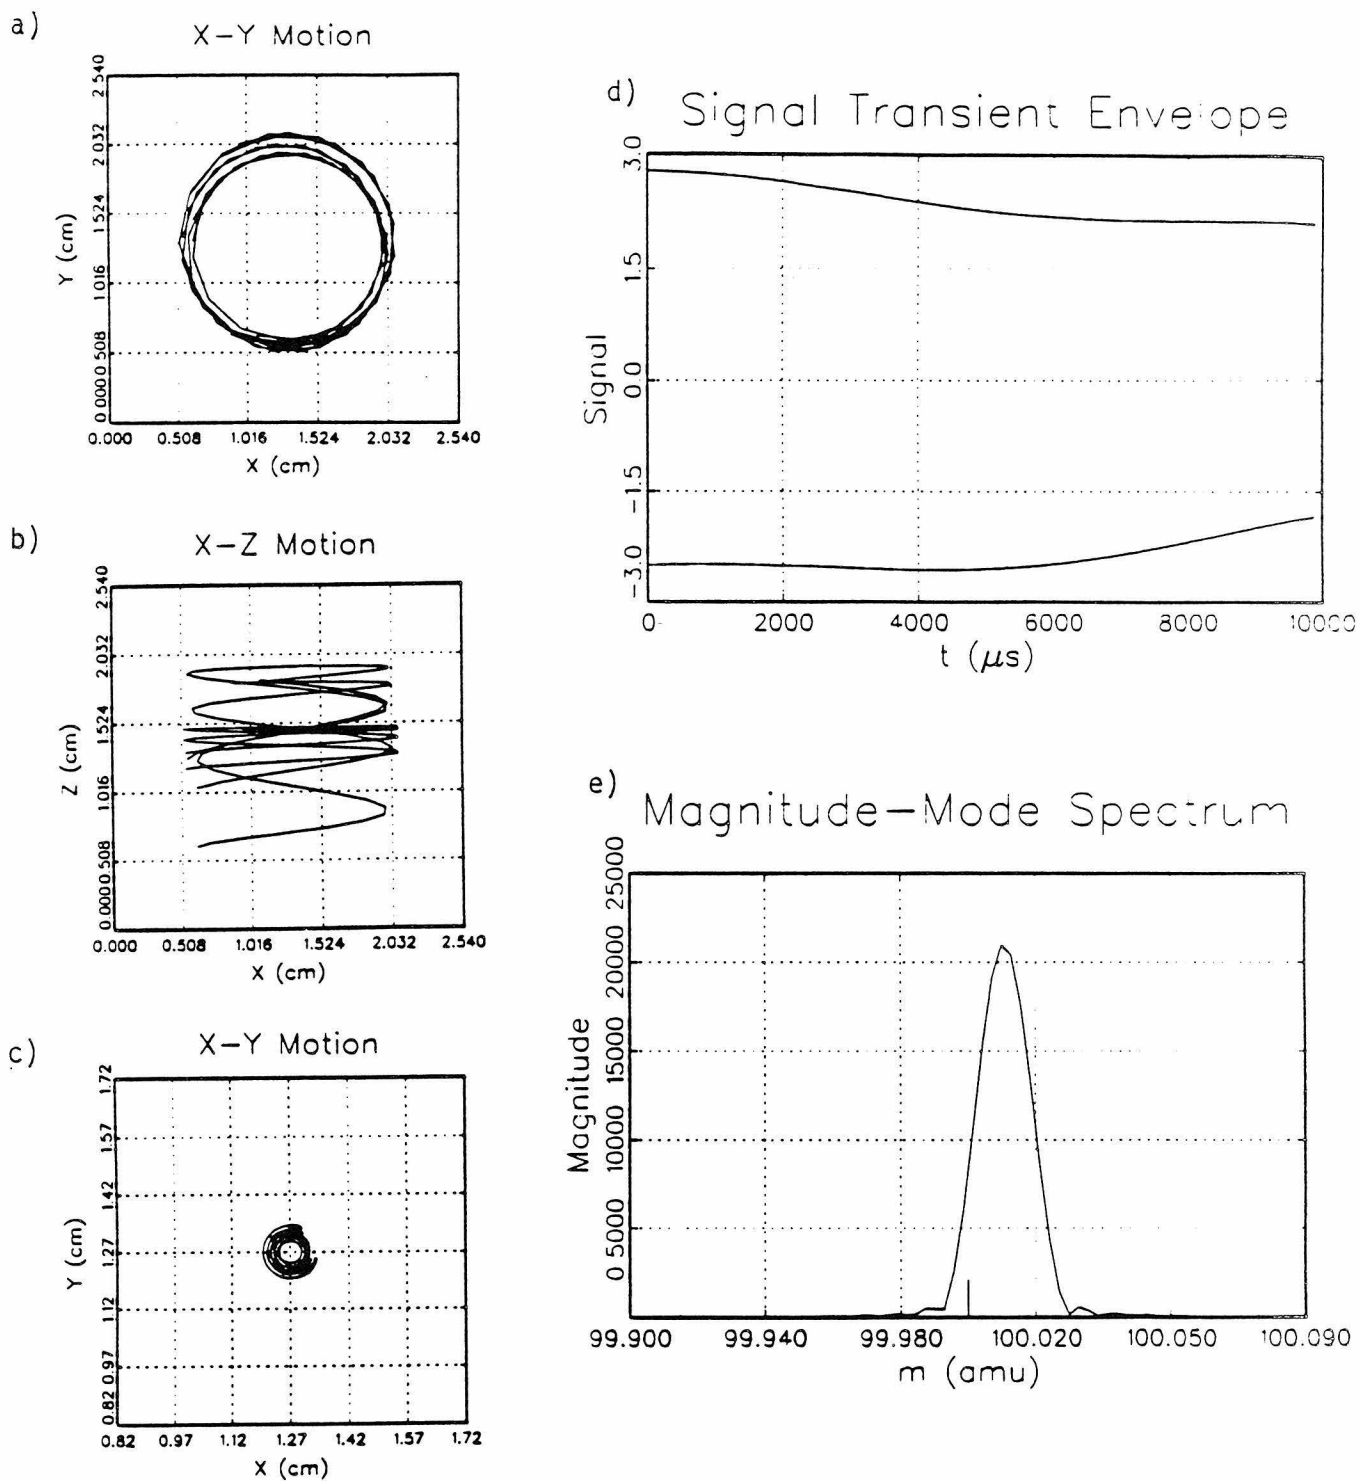 a)
X-Y Motion
2.540
2.032
1.524
1.016
0.508
0.000
Y (cm)
0.000 0.508 1.016 1.524 2.032 2.540
X (cm)
b)
X-Z Motion
2.540
2.032
1.524
1.016
0.508
0.000
Z (cm)
0.000 0.508 1.016 1.524 2.032 2.540
X (cm)
c)
X-Y Motion
1.72
1.57
1.42
1.27
1.12
0.97
0.82
Y (cm)
0.82 0.97 1.12 1.27 1.42 1.57 1.72
X (cm)
d)
Signal Transient Envelope
3.0
1.5
0.0
-1.5
-3.0
Signal
0 2000 4000 6000 8000 10000
t (μs)
e)
Magnitude-Mode Spectrum
25000
20000
15000
10000
5000
0
Magnitude
99.900 99.940 99.980 100.020 100.050 100.090
m (amu)